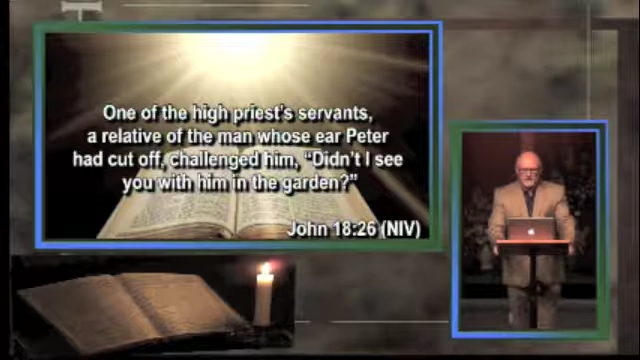 One of the high priest's servants,
a relative of the man whose ear Peter
had cut off, challenged him, "Didn't I see
you with him in the garden?"
John 18:26 (NIV)